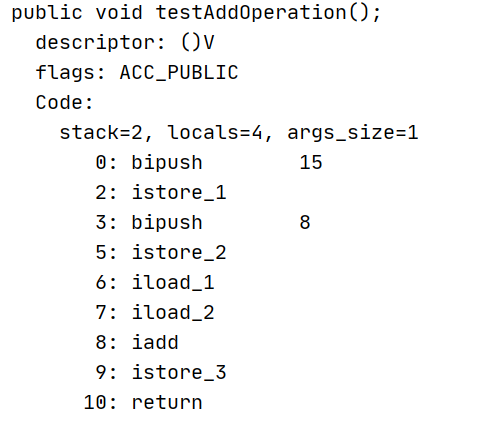 public void testAddOperation();
  descriptor: ()V
  flags: ACC_PUBLIC
  Code:
    stack=2, locals=4, args_size=1
       0: bipush        15
       2: istore_1
       3: bipush        8
       5: istore_2
       6: iload_1
       7: iload_2
       8: iadd
       9: istore_3
      10: return